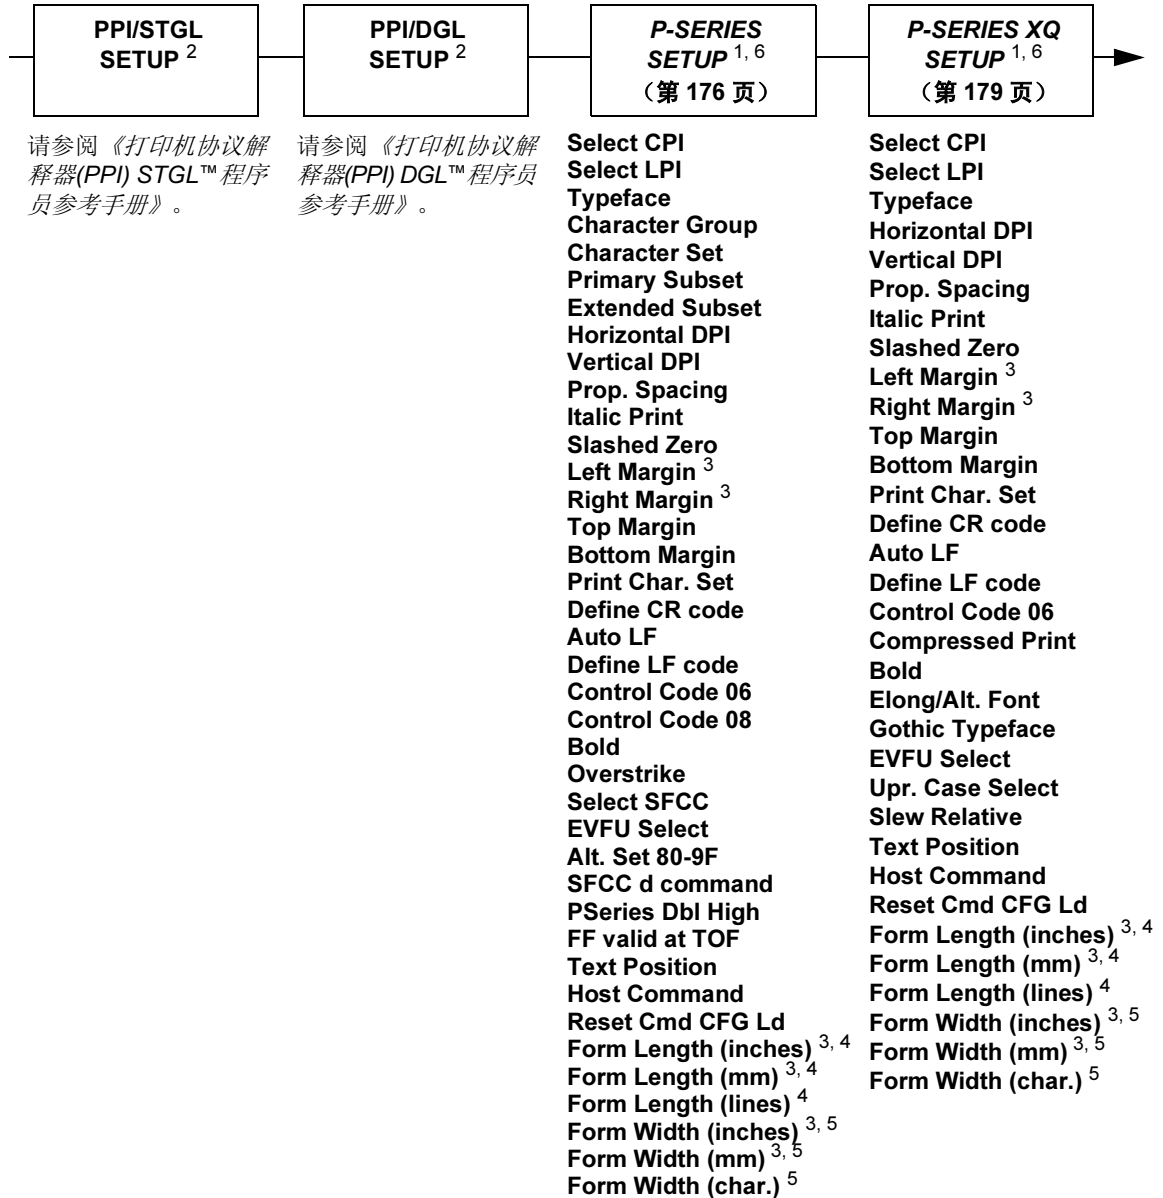 PPI/STGL
SETUP 2
PPI/DGL
SETUP 2
P-SERIES
SETUP 1, 6
（第 176 页）
P-SERIES XQ
SETUP 1, 6
（第 179 页）
请参阅《打印机协议解
释器(PPI) STGL™ 程序
员参考手册》。
请参阅《打印机协议解
释器(PPI) DGL™ 程序员
参考手册》。
Select CPI
Select LPI
Typeface
Character Group
Character Set
Primary Subset
Extended Subset
Horizontal DPI
Vertical DPI
Prop. Spacing
Italic Print
Slashed Zero
Left Margin 3
Right Margin 3
Top Margin
Bottom Margin
Print Char. Set
Define CR code
Auto LF
Define LF code
Control Code 06
Control Code 08
Bold
Overstrike
Select SFCC
EVFU Select
Alt. Set 80-9F
SFCC d command
PSeries Dbl High
FF valid at TOF
Text Position
Host Command
Reset Cmd CFG Ld
Form Length (inches) 3, 4
Form Length (mm) 3, 4
Form Length (lines) 4
Form Width (inches) 3, 5
Form Width (mm) 3, 5
Form Width (char.) 5
Select CPI
Select LPI
Typeface
Horizontal DPI
Vertical DPI
Prop. Spacing
Italic Print
Slashed Zero
Left Margin 3
Right Margin 3
Top Margin
Bottom Margin
Print Char. Set
Define CR code
Auto LF
Define LF code
Control Code 06
Compressed Print
Bold
Elong/Alt. Font
Gothic Typeface
EVFU Select
Upr. Case Select
Slew Relative
Text Position
Host Command
Reset Cmd CFG Ld
Form Length (inches) 3, 4
Form Length (mm) 3, 4
Form Length (lines) 4
Form Width (inches) 3, 5
Form Width (mm) 3, 5
Form Width (char.) 5